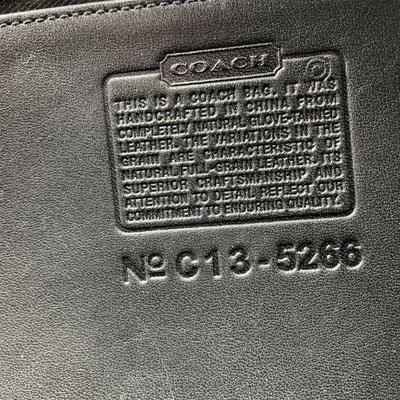 COACH
THIS IS A COACH BAG. IT WAS
HANDCRAFTED IN CHINA FROM
COMPLETELY NATURAL GLOVE-TANNED
LEATHER. THE VARIATIONS IN THE
GRAIN ARE CHARACTERISTIC OF
NATURAL FULL-GRAIN LEATHER. ITS
SUPERIOR CRAFTSMANSHIP AND
ATTENTION TO DETAIL REFLECT OUR
COMMITMENT TO ENDURING QUALITY.
№ C13-5266